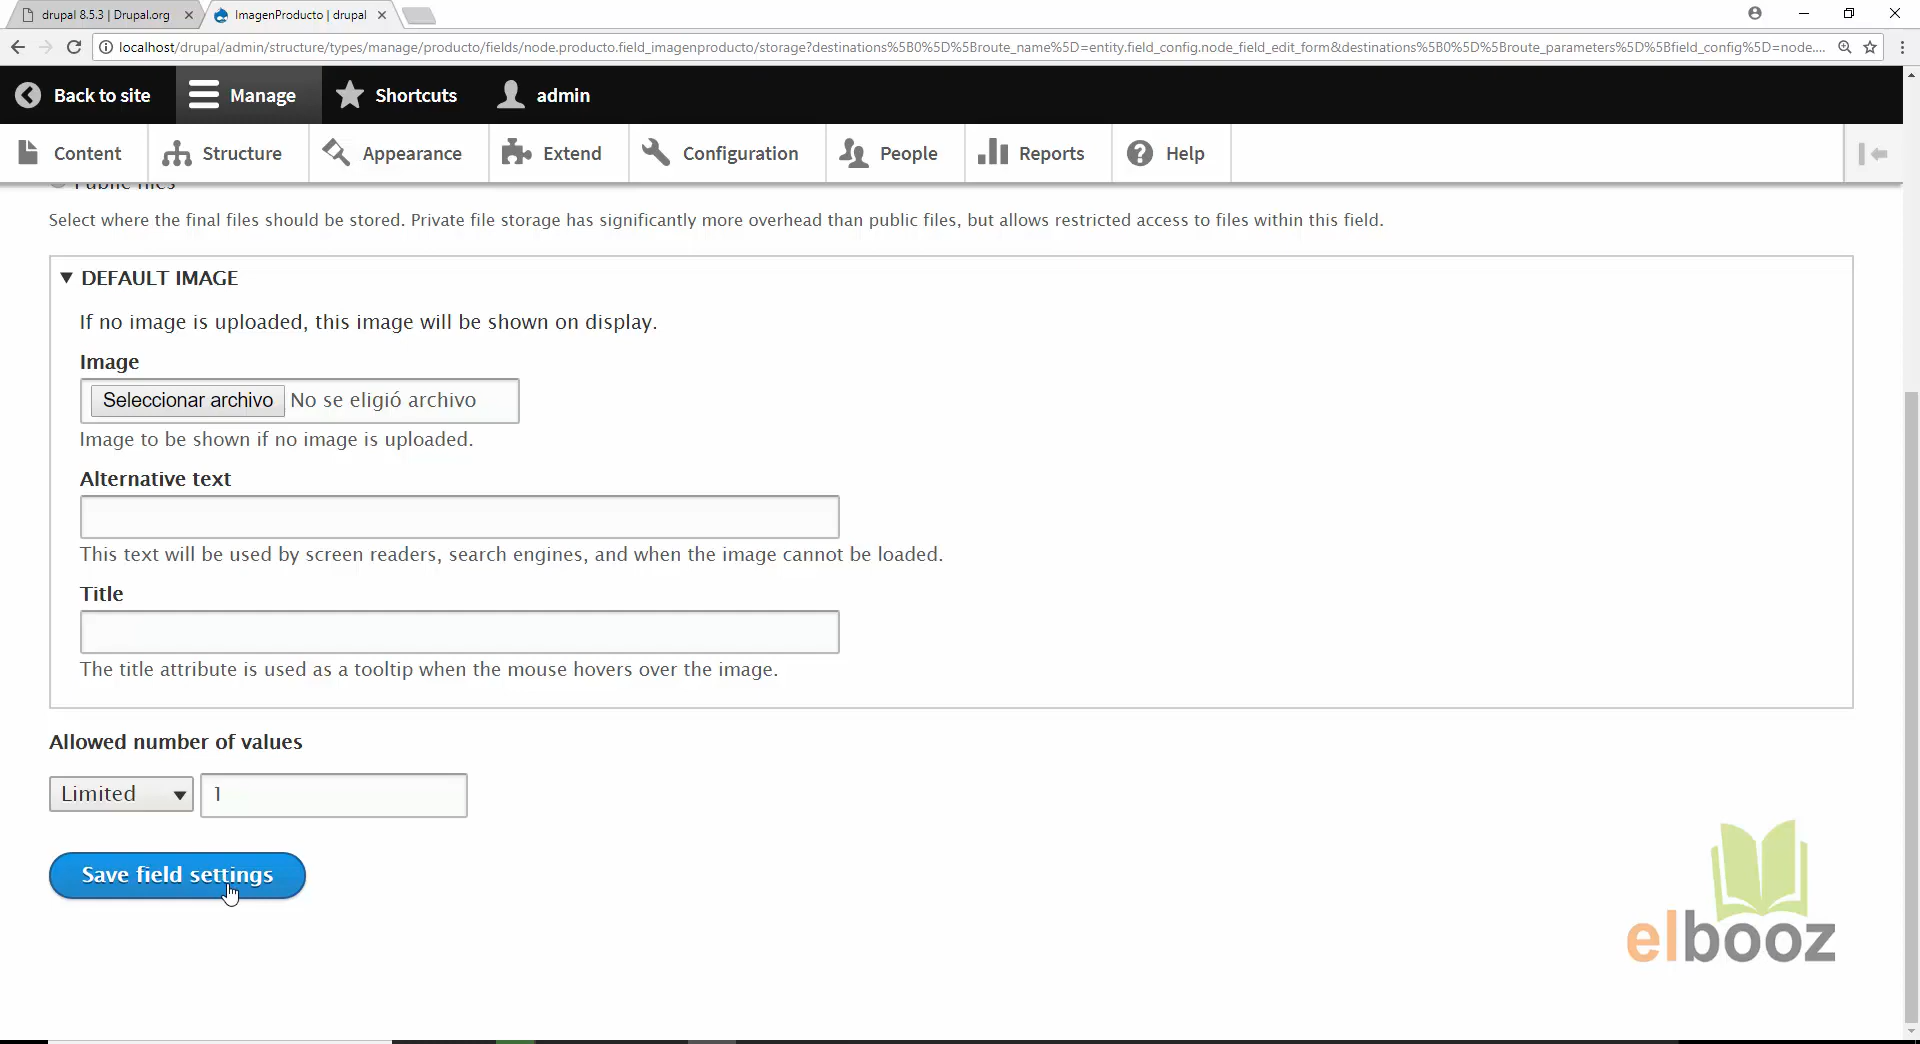 drupal 8.5.3 | Drupal.org
ImagenProducto | drupal
localhost/drupal/admin/structure/types/manage/producto/fields/node.producto.field_imagenproducto/storage?destinations%5B0%5D%5Broute_name%5D=entity.field_config.node_field_edit_form&destinations%5B0%5D%5Broute_parameters%5D%5Bfield_config%5D=node....
Back to site
Manage
Shortcuts
admin
Content
Structure
Appearance
Extend
Configuration
People
Reports
Help
Public files
Select where the final files should be stored. Private file storage has significantly more overhead than public files, but allows restricted access to files within this field.
DEFAULT IMAGE
If no image is uploaded, this image will be shown on display.
Image
Seleccionar archivo No se eligió archivo
Image to be shown if no image is uploaded.
Alternative text
This text will be used by screen readers, search engines, and when the image cannot be loaded.
Title
The title attribute is used as a tooltip when the mouse hovers over the image.
Allowed number of values
Limited 1
Save field settings
elbooz